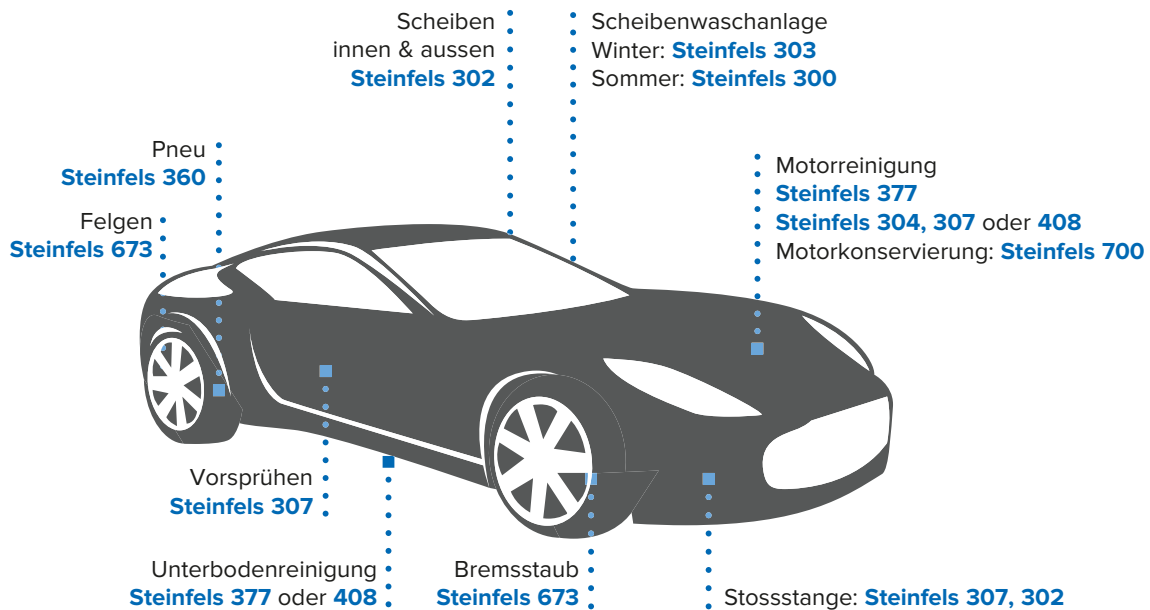 Scheiben
innen & aussen
Steinfels 302
Scheibenwaschanlage
Winter: Steinfels 303
Sommer: Steinfels 300
Pneu
Steinfels 360
Felgen
Steinfels 673
Motorreinigung
Steinfels 377
Steinfels 304, 307 oder 408
Motorkonservierung: Steinfels 700
Vorsprühen
Steinfels 307
Unterbodenreinigung
Steinfels 377 oder 408
Bremsstaub
Steinfels 673
Stossstange: Steinfels 307, 302